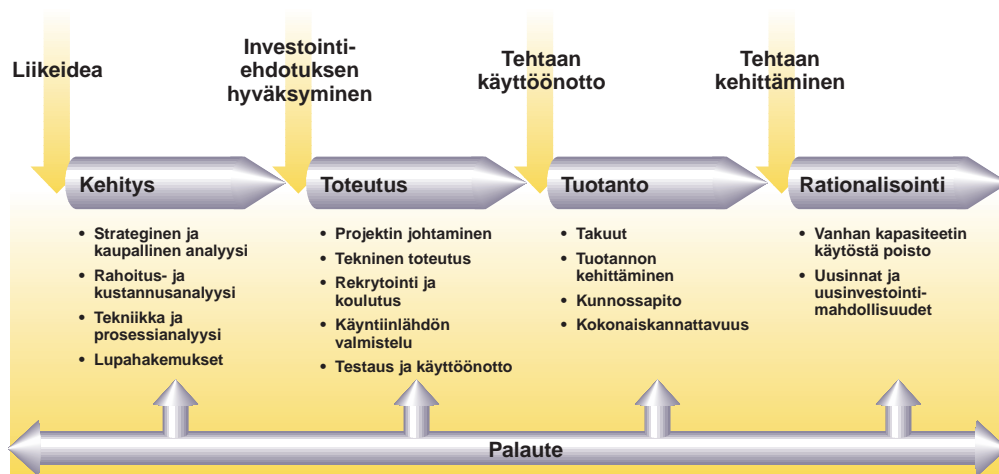 Liikeidea
Investointi-
ehdotuksen
hyväksyminen
Tehtaan
käyttöönotto
Tehtaan
kehittäminen
Kehitys
Toteutus
Tuotanto
Rationalisointi
• Strateginen ja
kaupallinen analyysi
• Rahoitus- ja
kustannusanalyysi
• Tekniikka ja
prosessianalyysi
• Lupahakemukset
• Projektin johtaminen
• Tekninen toteutus
• Rekrytointi ja
koulutus
• Käyntiinlähdön
valmistelu
• Testaus ja käyttöönotto
• Takuut
• Tuotannon
kehittäminen
• Kunnossapito
• Kokonaiskannattavuus
• Vanhan kapasiteetin
käytöstä poisto
• Uusinnat ja
uusinvestointi-
mahdollisuudet
Palaute